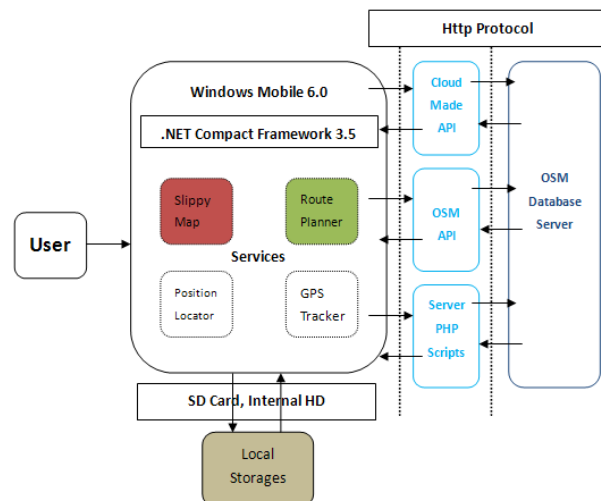 Http Protocol
Windows Mobile 6.0
.NET Compact Framework 3.5
Slippy
Map
Route
Planner
Services
Position
Locator
GPS
Tracker
User
Cloud
Made
API
OSM
API
Server
PHP
Scripts
OSM
Database
Server
SD Card, Internal HD
Local
Storages